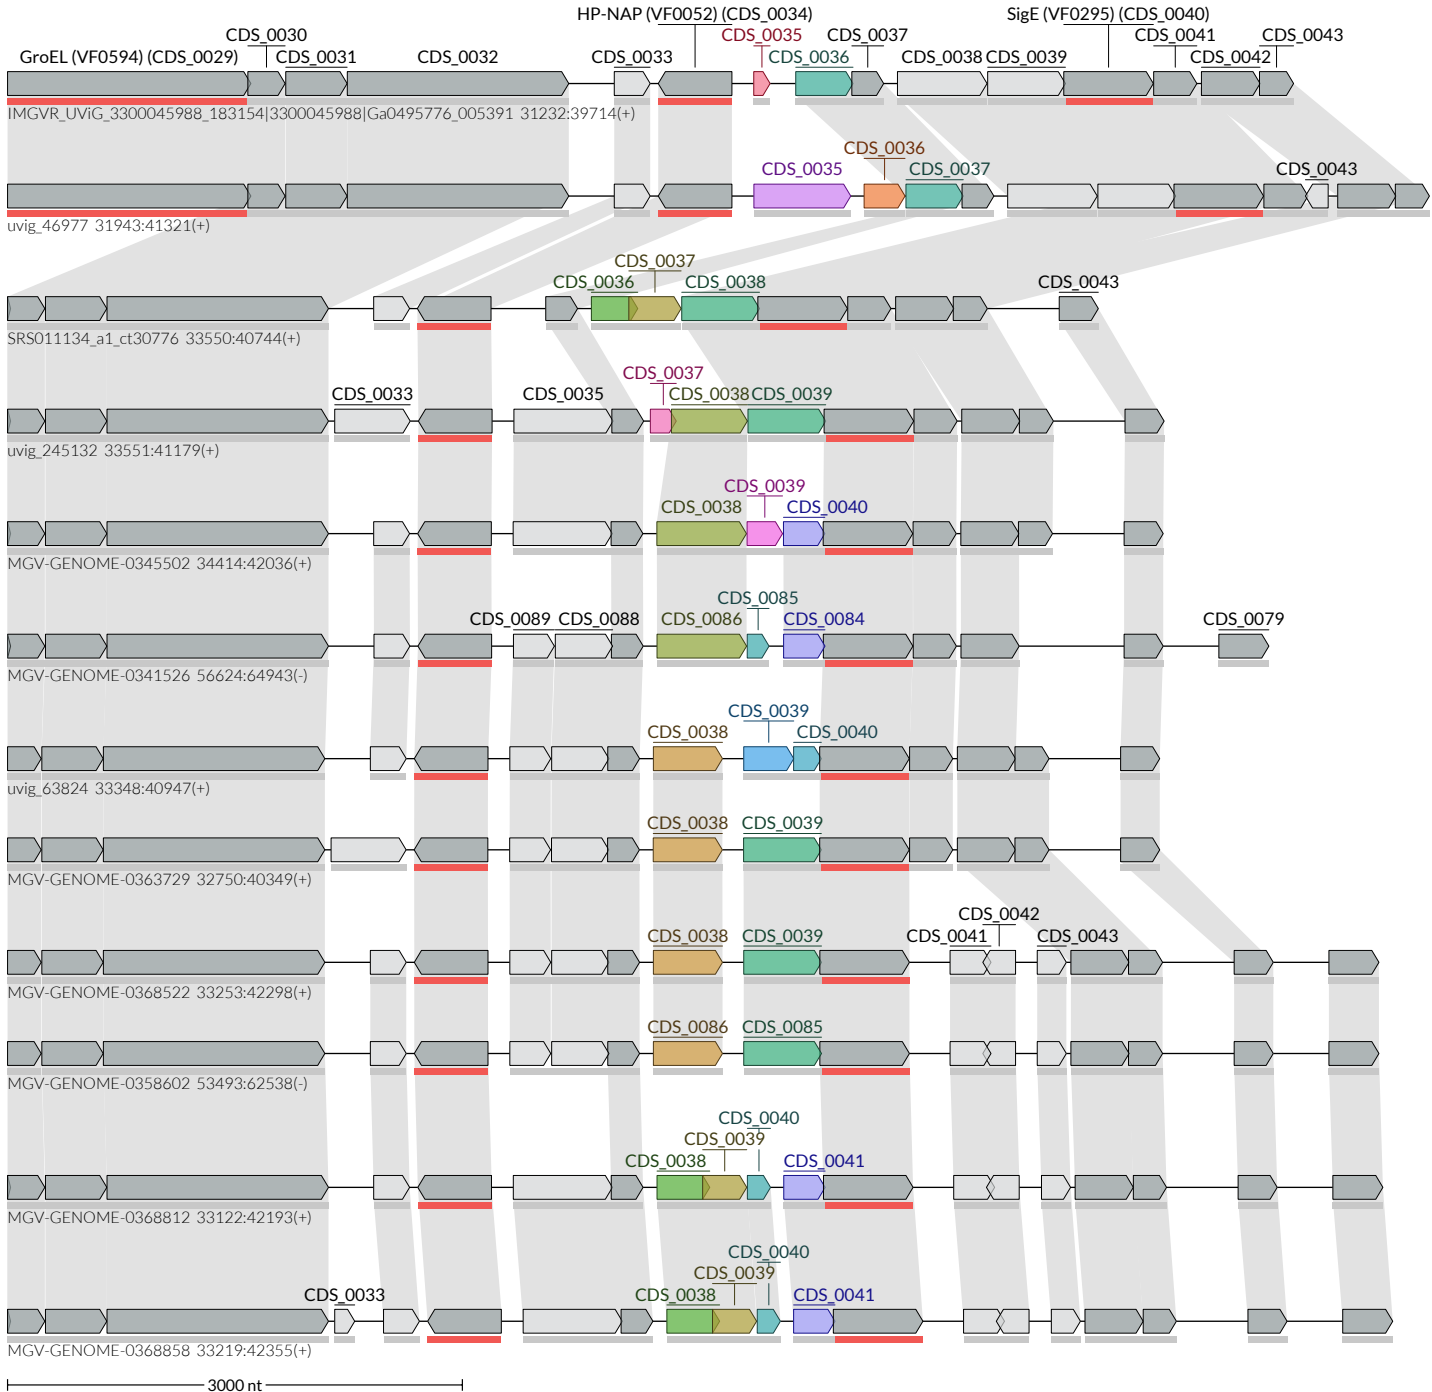 HP-NAP (VF0052) (CDS_0034) SigE (VF0295) (CDS_0040)
CDS_0030 CDS_0035 CDS_0037 CDS_0041 CDS_0043
GroEL (VF0594) (CDS_0029) CDS_0031 CDS_0032 CDS_0033 CDS_0036 CDS_0038 CDS_0039 CDS_0042
IMGVR_UViG_3300045988_183154|3300045988|Ga0495776_005391 31232:39714(+)
CDS_0036
CDS_0035 CDS_0037 CDS_0043
uvig_46977 31943:41321(+)
CDS_0037
CDS_0036 CDS_0038 CDS_0043
SRS011134_a1_ct30776 33550:40744(+)
CDS_0037
CDS_0033 CDS_0035 CDS_0038 CDS_0039
uvig_245132 33551:41179(+)
CDS_0039
CDS_0038 CDS_0040
MGV-GENOME-0345502 34414:42036(+)
CDS_0085
CDS_0089 CDS_0088 CDS_0086 CDS_0084 CDS_0079
MGV-GENOME-0341526 56624:64943(-)
CDS_0039
CDS_0038 CDS_0040
uvig_63824 33348:40947(+)
CDS_0038 CDS_0039
MGV-GENOME-0363729 32750:40349(+)
CDS_0042
CDS_0038 CDS_0039 CDS_0041 CDS_0043
MGV-GENOME-0368522 33253:42298(+)
CDS_0086 CDS_0085
MGV-GENOME-0358602 53493:62538(-)
CDS_0040
CDS_0039
CDS_0038 CDS_0041
MGV-GENOME-0368812 33122:42193(+)
CDS_0040
CDS_0039
CDS_0033 CDS_0038 CDS_0041
MGV-GENOME-0368858 33219:42355(+)
3000 nt